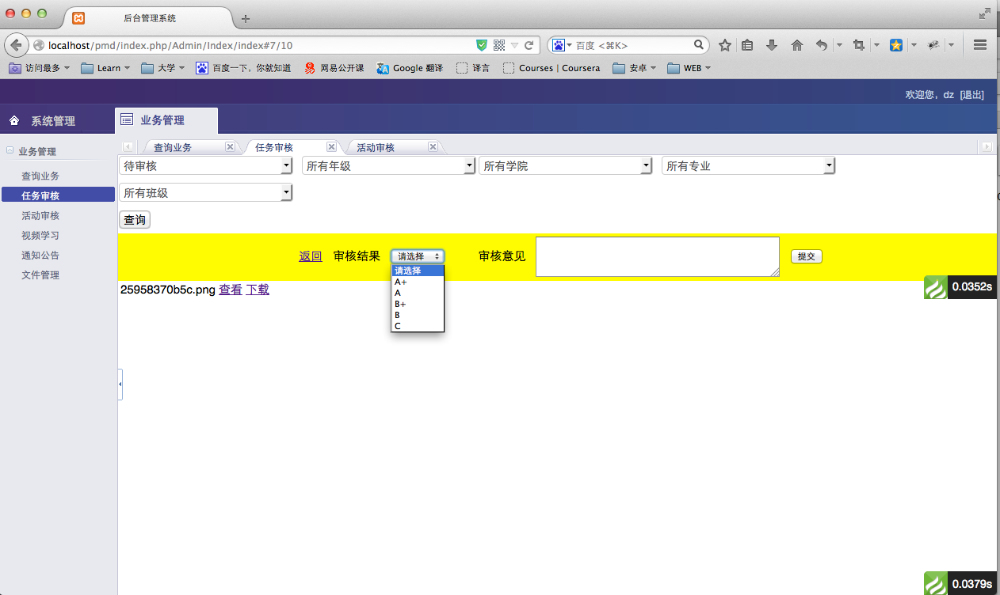 后台管理系统
localhost/pmd/index.php/Admin/Index/index#7/10
百度 <⌘K>
访问最多 Learn 大学 百度一下，你就知道 网易公开课 Google 翻译 译言 Courses | Coursera 安卓 WEB
欢迎您，dz [退出]
系统管理 业务管理
业务管理
查询业务
任务审核
活动审核
视频学习
通知公告
文件管理
查询业务 任务审核 活动审核
待审核 所有年级 所有学院 所有专业
所有班级
查询
返回 审核结果 请选择 审核意见 提交
请选择
A+
A
B+
B
C
25958370b5c.png 查看 下载
0.0352s
0.0379s